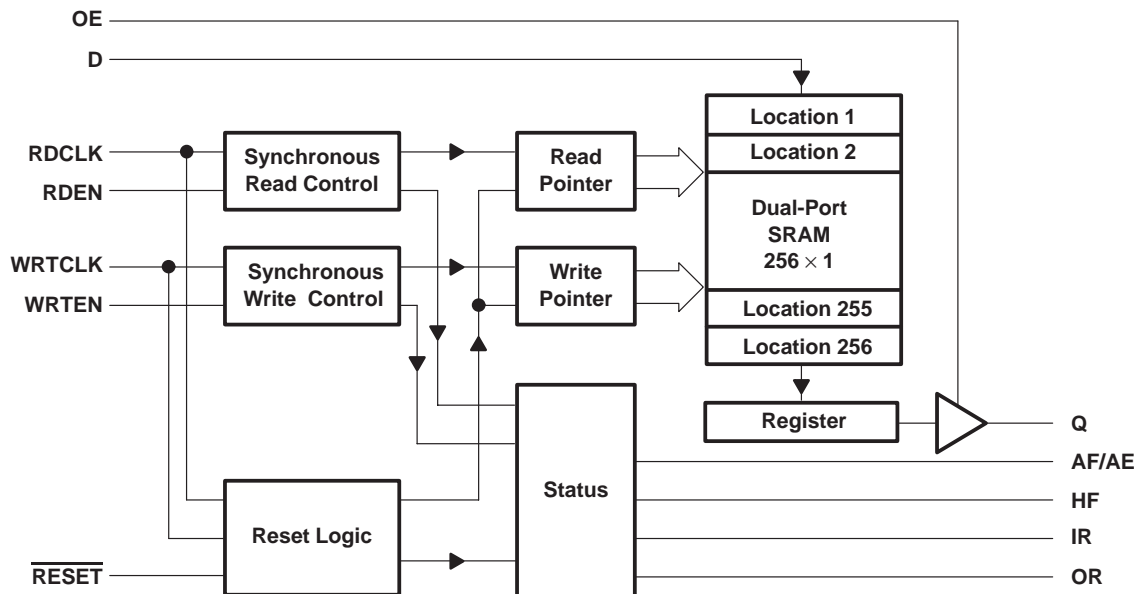 OE
D
RDCLK
RDEN
WRTCLK
WRTEN
RESET
Synchronous
Read Control
Synchronous
Write Control
Reset Logic
Read
Pointer
Write
Pointer
Status
Location 1
Location 2
Dual-Port
SRAM
256 × 1
Location 255
Location 256
Register
Q
AF/AE
HF
IR
OR